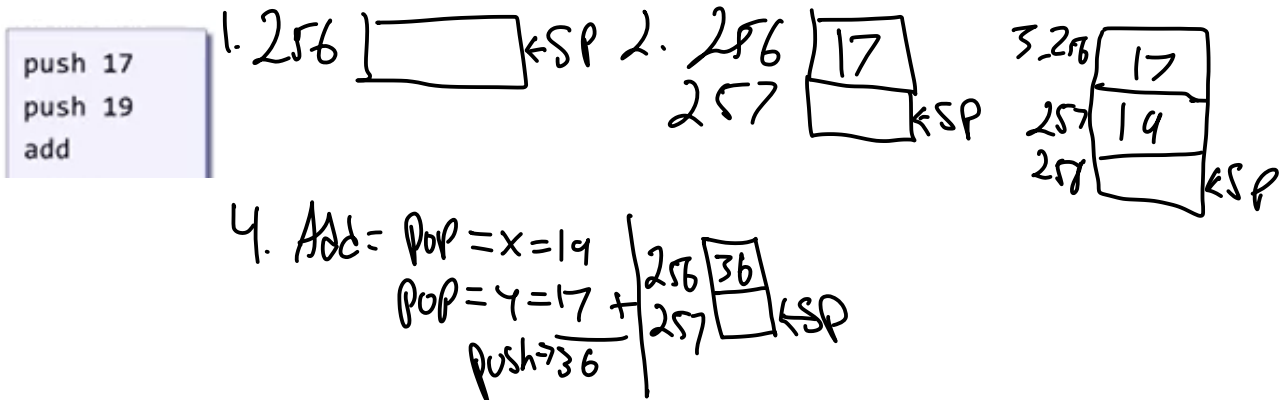 push 17
push 19
add
1. 256 ←SP
2. 256 17
257 ←SP
3. 256 17
257 19
258 ←SP
4. Add = pop = x = 19
pop = y = 17 +
push→36
256 36
257 ←SP